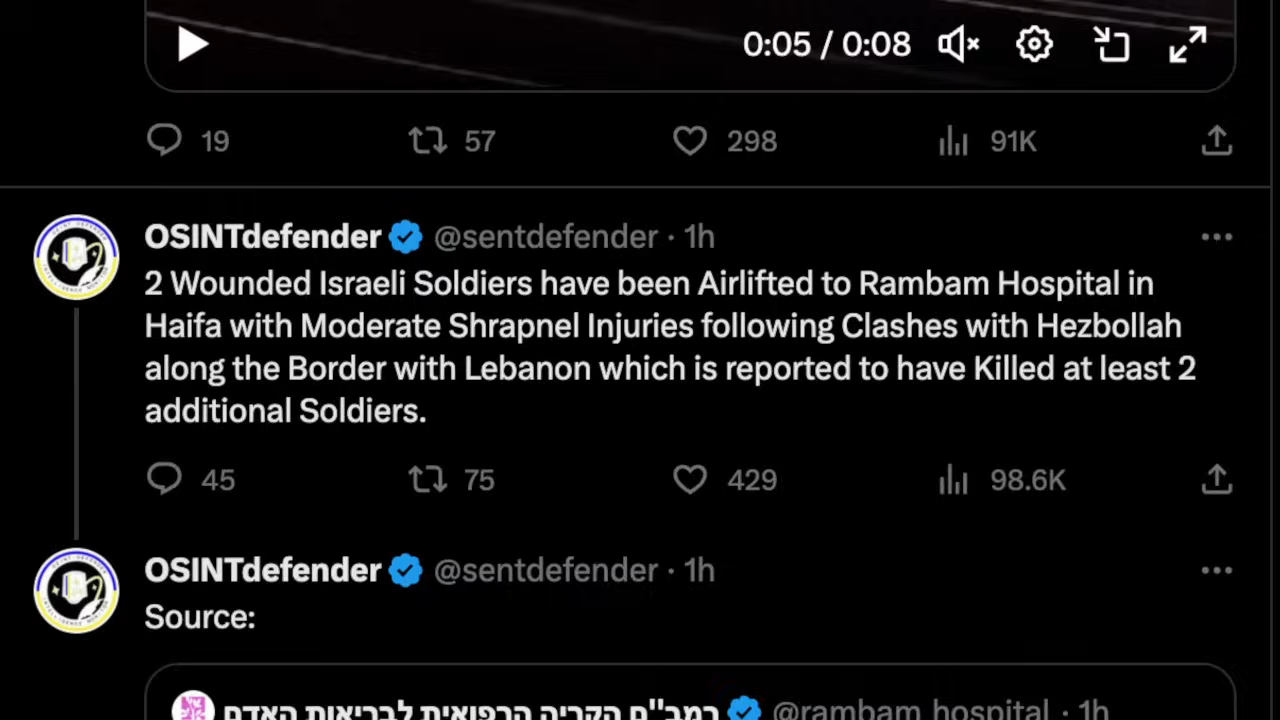 0:05 / 0:08
19 57 298 91K
OSINTdefender @sentdefender · 1h
2 Wounded Israeli Soldiers have been Airlifted to Rambam Hospital in
Haifa with Moderate Shrapnel Injuries following Clashes with Hezbollah
along the Border with Lebanon which is reported to have Killed at least 2
additional Soldiers.
45 75 429 98.6K
OSINTdefender @sentdefender · 1h
Source:
רמב"ם הקריה הרפואית לבריאות האדם @rambam_hospital · 1h